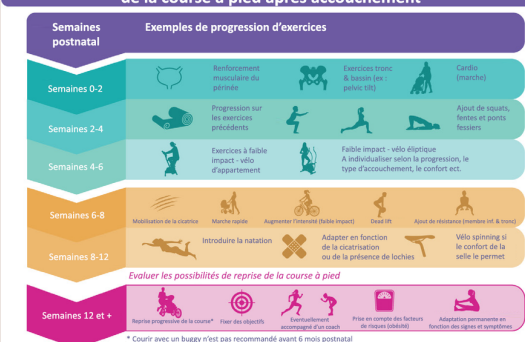 de la course à pied après accouchement
Semaines
postnatal
Exemples de progression d'exercices
Semaines 0-2
Renforcement
musculaire du
périnée
Exercices tronc
& bassin (ex :
pelvic tilt)
Cardio
(marche)
Semaines 2-4
Progression sur
les exercices
précédents
Ajout de squats,
fentes et ponts
fessiers
Semaines 4-6
Exercices à faible
impact - vélo
d'appartement
Faible impact - vélo éliptique
A individualiser selon la progression, le
type d'accouchement, le confort ect.
Semaines 6-8
Mobilisation de la cicatrice
Marche rapide
Augmenter l'intensité (faible impact)
Dead lift
Ajout de résistance (membre inf. & tronc)
Semaines 8-12
Introduire la natation
Adapter en fonction
de la cicatrisation
ou de la présence de lochies
Vélo spinning si
le confort de la
selle le permet
Evaluer les possibilités de reprise de la course à pied
Semaines 12 et +
Reprise progressive de la course*
Fixer des objectifs
Eventuellement
accompagné d'un coach
Prise en compte des facteurs
de risques (obésité)
Adaptation permanente en
fonction des signes et symptômes
* Courir avec un buggy n'est pas recommandé avant 6 mois postnatal